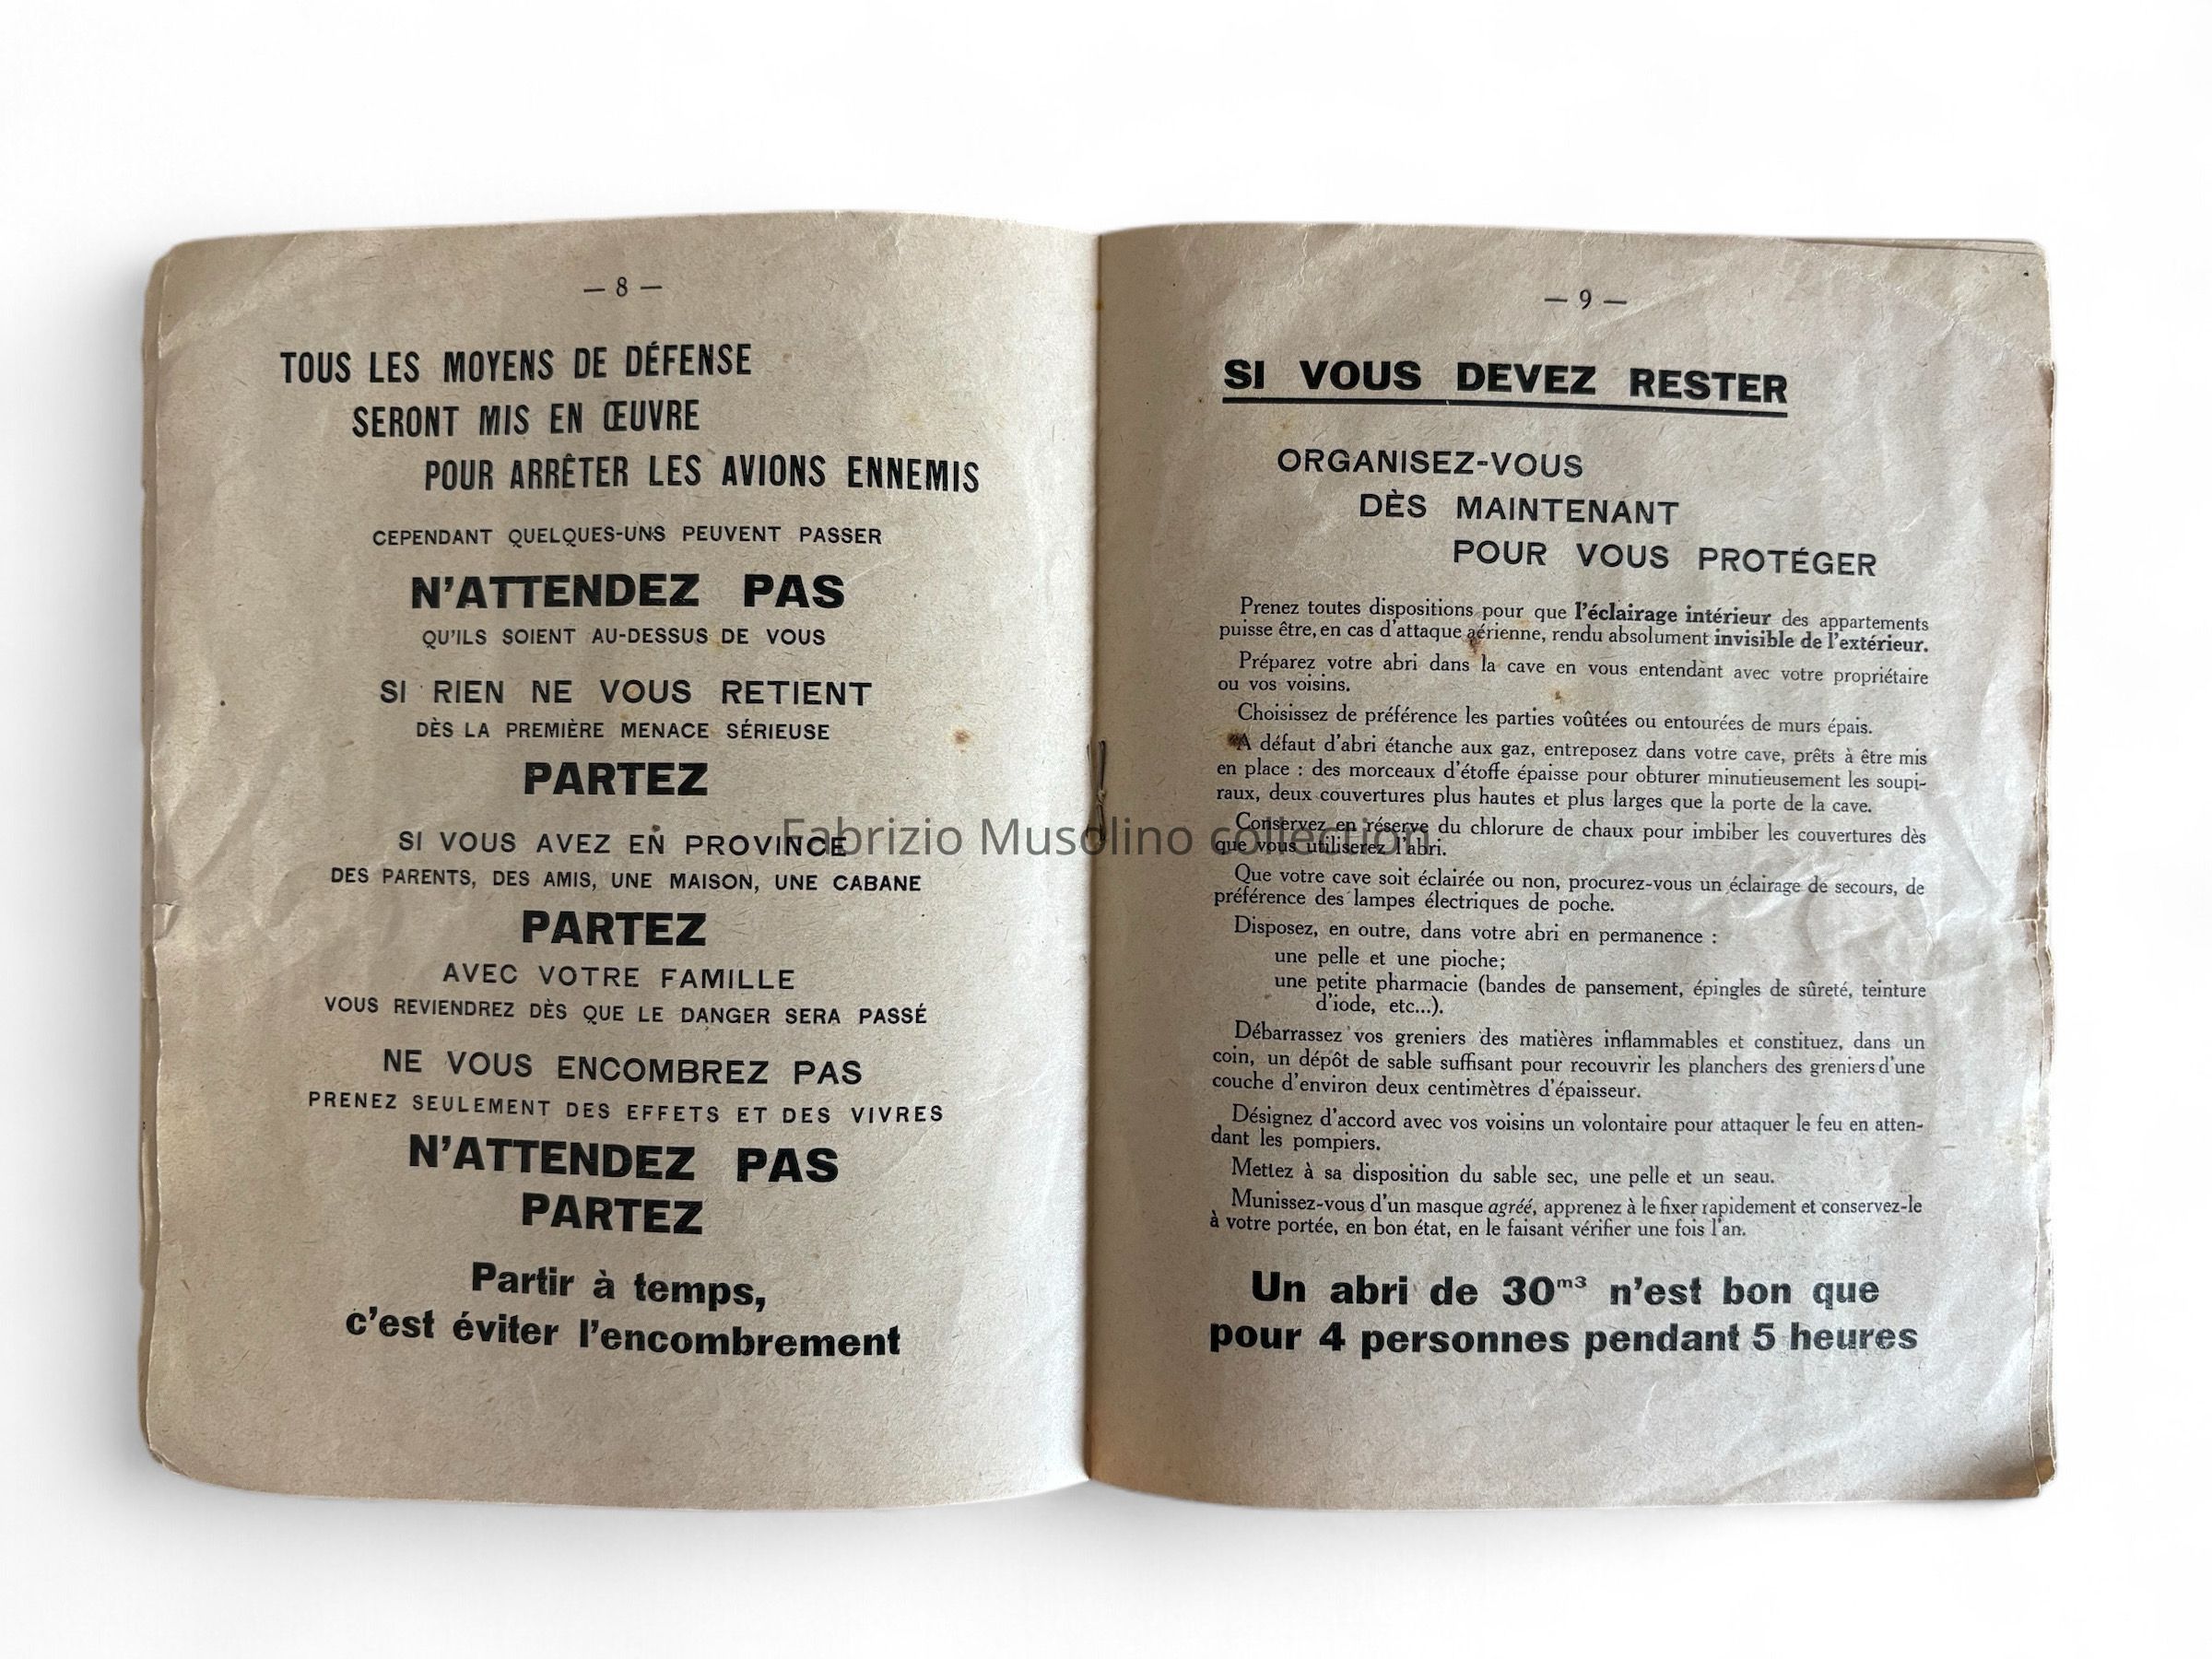 — 8 —
TOUS LES MOYENS DE DÉFENSE
SERONT MIS EN ŒUVRE
POUR ARRÊTER LES AVIONS ENNEMIS
CEPENDANT QUELQUES-UNS PEUVENT PASSER
N'ATTENDEZ PAS
QU'ILS SOIENT AU-DESSUS DE VOUS
SI RIEN NE VOUS RETIENT
DÈS LA PREMIÈRE MENACE SÉRIEUSE
PARTEZ
SI VOUS AVEZ EN PROVINCE
DES PARENTS, DES AMIS, UNE MAISON, UNE CABANE
PARTEZ
AVEC VOTRE FAMILLE
VOUS REVIENDREZ DÈS QUE LE DANGER SERA PASSÉ
NE VOUS ENCOMBREZ PAS
PRENEZ SEULEMENT DES EFFETS ET DES VIVRES
N'ATTENDEZ PAS
PARTEZ
Partir à temps,
c'est éviter l'encombrement
— 9 —
SI VOUS DEVEZ RESTER
ORGANISEZ-VOUS
DÈS MAINTENANT
POUR VOUS PROTÉGER
Prenez toutes dispositions pour que l'éclairage intérieur des appartements
puisse être, en cas d'attaque aérienne, rendu absolument invisible de l'extérieur.
Préparez votre abri dans la cave en vous entendant avec votre propriétaire
ou vos voisins.
Choisissez de préférence les parties voûtées ou entourées de murs épais.
A défaut d'abri étanche aux gaz, entreposez dans votre cave, prêts à être mis
en place : des morceaux d'étoffe épaisse pour obturer minutieusement les soupi-
raux, deux couvertures plus hautes et plus larges que la porte de la cave.
Conservez en réserve du chlorure de chaux pour imbiber les couvertures dès
que vous utiliserez l'abri.
Que votre cave soit éclairée ou non, procurez-vous un éclairage de secours, de
préférence des lampes électriques de poche.
Disposez, en outre, dans votre abri en permanence :
une pelle et une pioche;
une petite pharmacie (bandes de pansement, épingles de sûreté, teinture
d'iode, etc...).
Débarrassez vos greniers des matières inflammables et constituez, dans un
coin, un dépôt de sable suffisant pour recouvrir les planchers des greniers d'une
couche d'environ deux centimètres d'épaisseur.
Désignez d'accord avec vos voisins un volontaire pour attaquer le feu en atten-
dant les pompiers.
Mettez à sa disposition du sable sec, une pelle et un seau.
Munissez-vous d'un masque agréé, apprenez à le fixer rapidement et conservez-le
à votre portée, en bon état, en le faisant vérifier une fois l'an.
Un abri de 30m3 n'est bon que
pour 4 personnes pendant 5 heures
Fabrizio Musolino collection